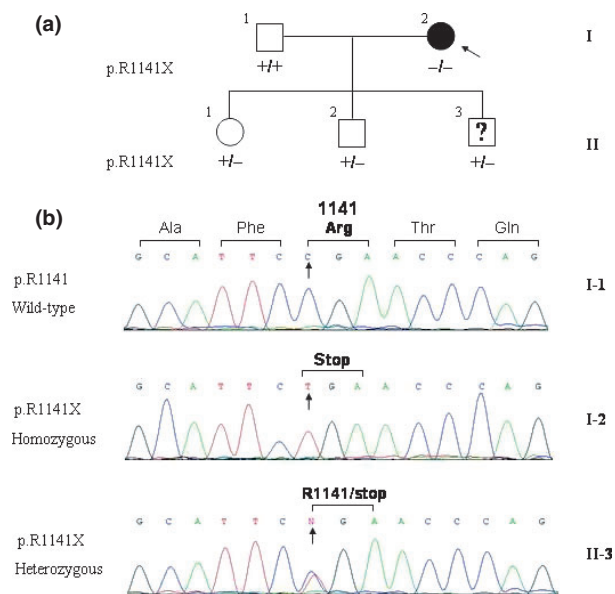 (a)
1
2
I
p.R1141X
+/+
–/–
1
2
3
?
p.R1141X
+/–
+/–
+/–
II
(b)
1141
Ala Phe Arg Thr Gln
G C A T T C C G A A C C C A G
p.R1141
Wild-type
I-1
Stop
G C A T T C T G A A C C C A G
p.R1141X
Homozygous
I-2
R1141/stop
G C A T T C N G A A C C C A G
p.R1141X
Heterozygous
II-3